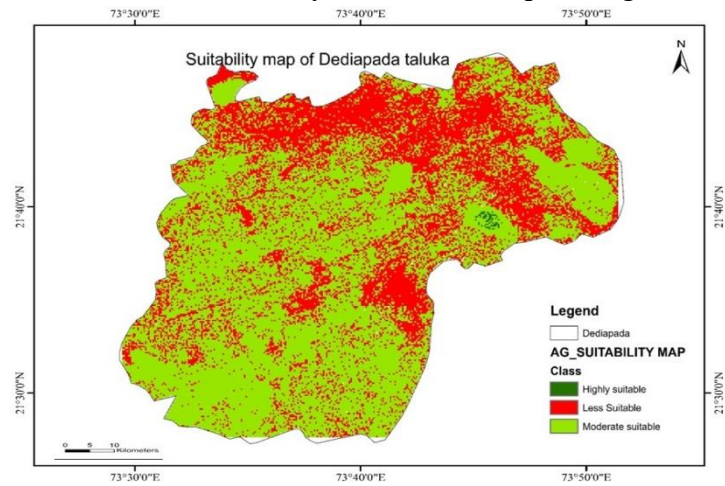 73°30'0"E 73°40'0"E 73°50'0"E
Suitability map of Dediapada taluka
N
21°40'0"N 21°40'0"N
Legend
Dediapada
AG_SUITABILITY MAP
Class
Highly suitable
Less Suitable
Moderate suitable
21°30'0"N 21°30'0"N
0 5 10
Kilometers
73°30'0"E 73°40'0"E 73°50'0"E